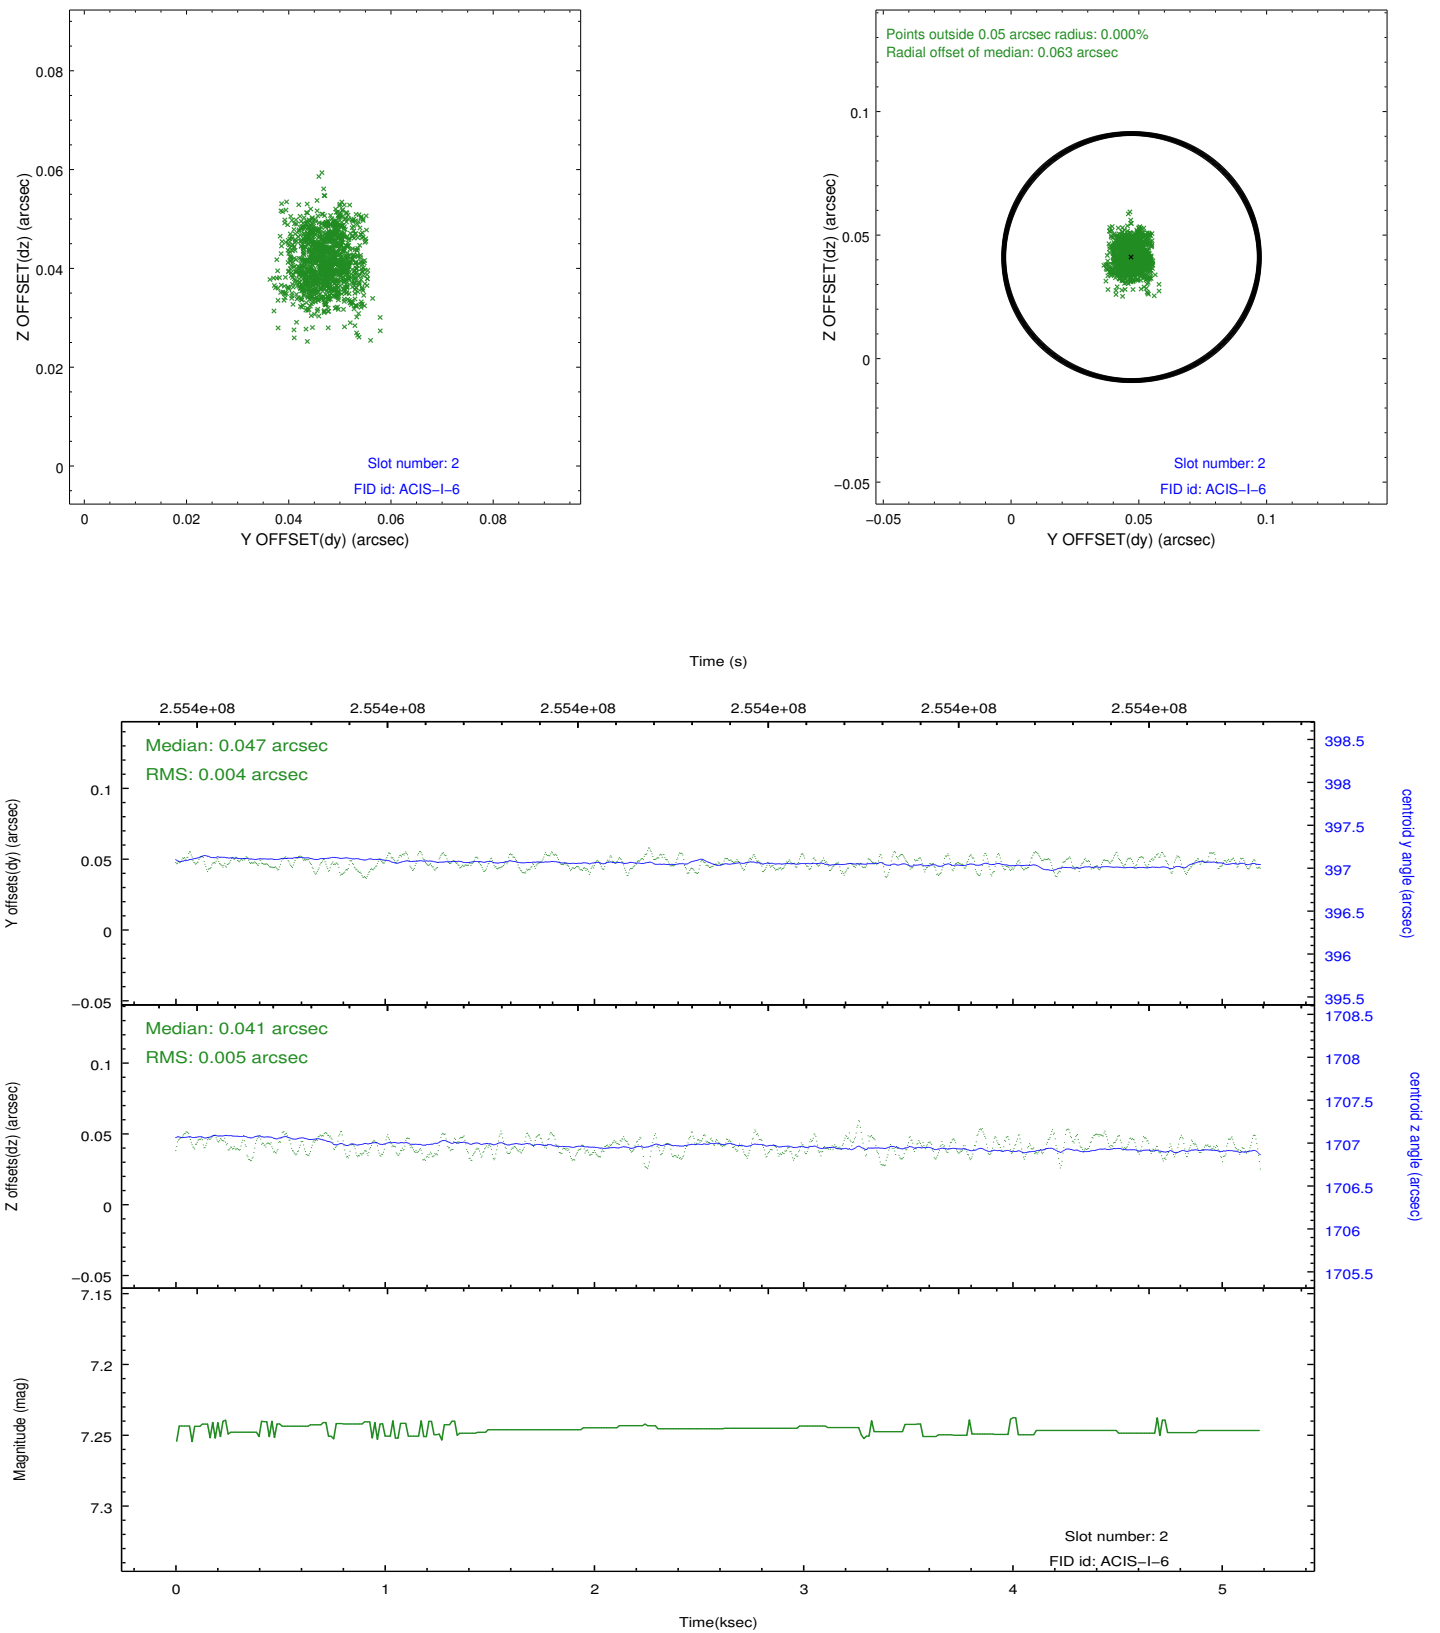 0.08
0.06
0.04
0.02
0
Z OFFSET(dz) (arcsec)
Slot number: 2
FID id: ACIS−I−6
0 0.02 0.04 0.06 0.08
Y OFFSET(dy) (arcsec)
Points outside 0.05 arcsec radius: 0.000%
Radial offset of median: 0.063 arcsec
0.1
0.05
0
−0.05
Z OFFSET(dz) (arcsec)
Slot number: 2
FID id: ACIS−I−6
−0.05 0 0.05 0.1
Y OFFSET(dy) (arcsec)
Time (s)
2.554e+08 2.554e+08 2.554e+08 2.554e+08 2.554e+08 2.554e+08
Median: 0.047 arcsec
RMS: 0.004 arcsec
0.1
0.05
0
−0.05
Y offsets(dy) (arcsec)
398.5
398
397.5
397
396.5
396
395.5
centroid y angle (arcsec)
Median: 0.041 arcsec
RMS: 0.005 arcsec
0.1
0.05
0
−0.05
Z offsets(dz) (arcsec)
1708.5
1708
1707.5
1707
1706.5
1706
1705.5
centroid z angle (arcsec)
7.15
7.2
7.25
7.3
Magnitude (mag)
Slot number: 2
FID id: ACIS−I−6
0 1 2 3 4 5
Time(ksec)